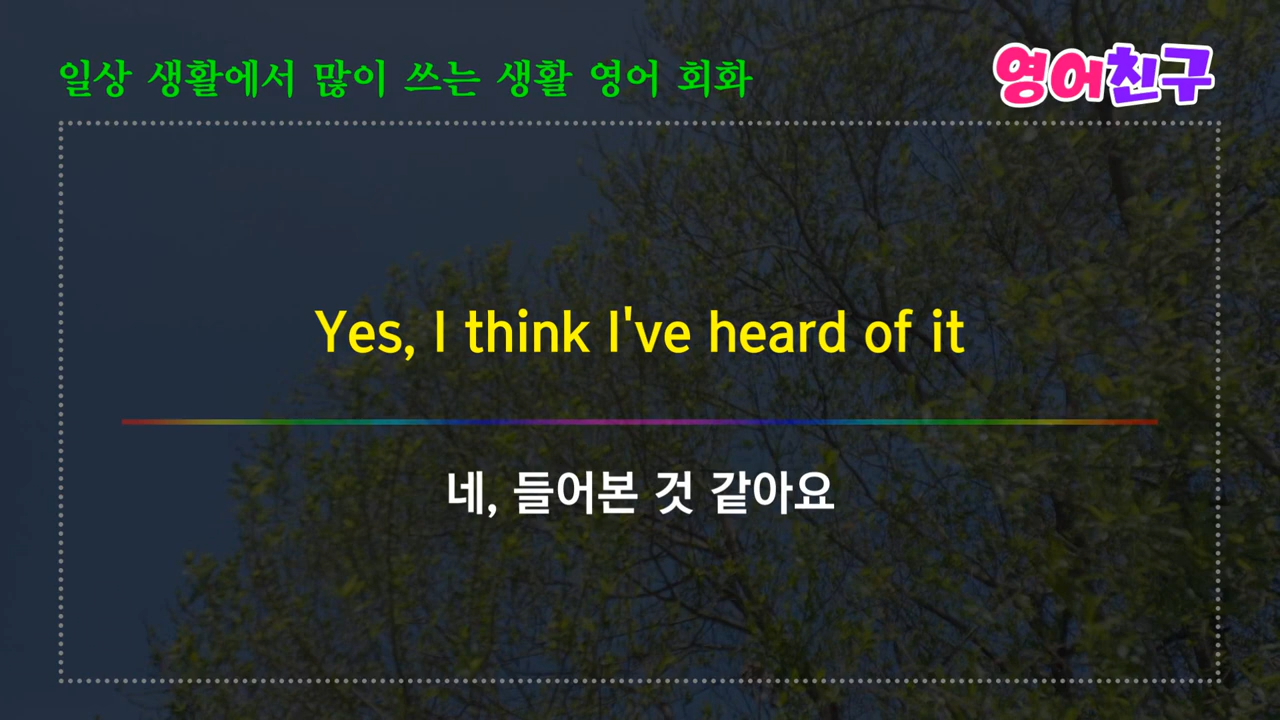 일상 생활에서 많이 쓰는 생활 영어 회화
영어친구
Yes, I think I've heard of it
네, 들어본 것 같아요